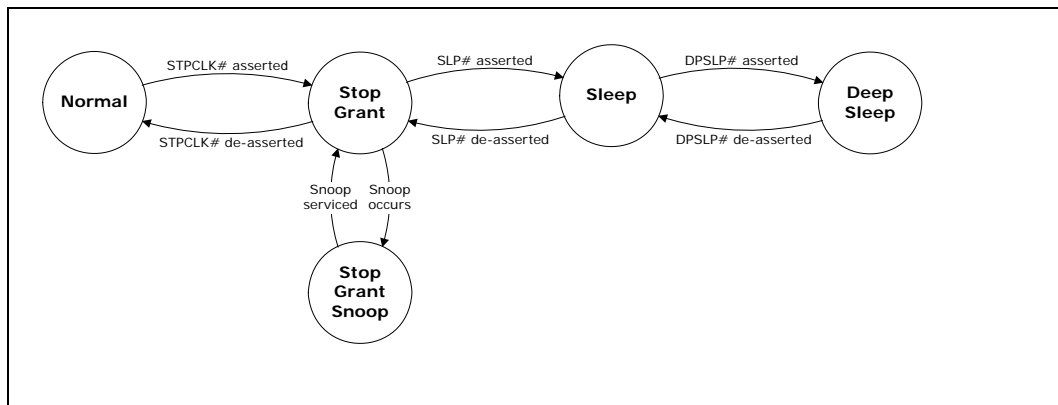 Normal
STPCLK# asserted
STPCLK# de-asserted
Stop
Grant
SLP# asserted
SLP# de-asserted
Sleep
DPSLP# asserted
DPSLP# de-asserted
Deep
Sleep
Snoop
serviced
Snoop
occurs
Stop
Grant
Snoop